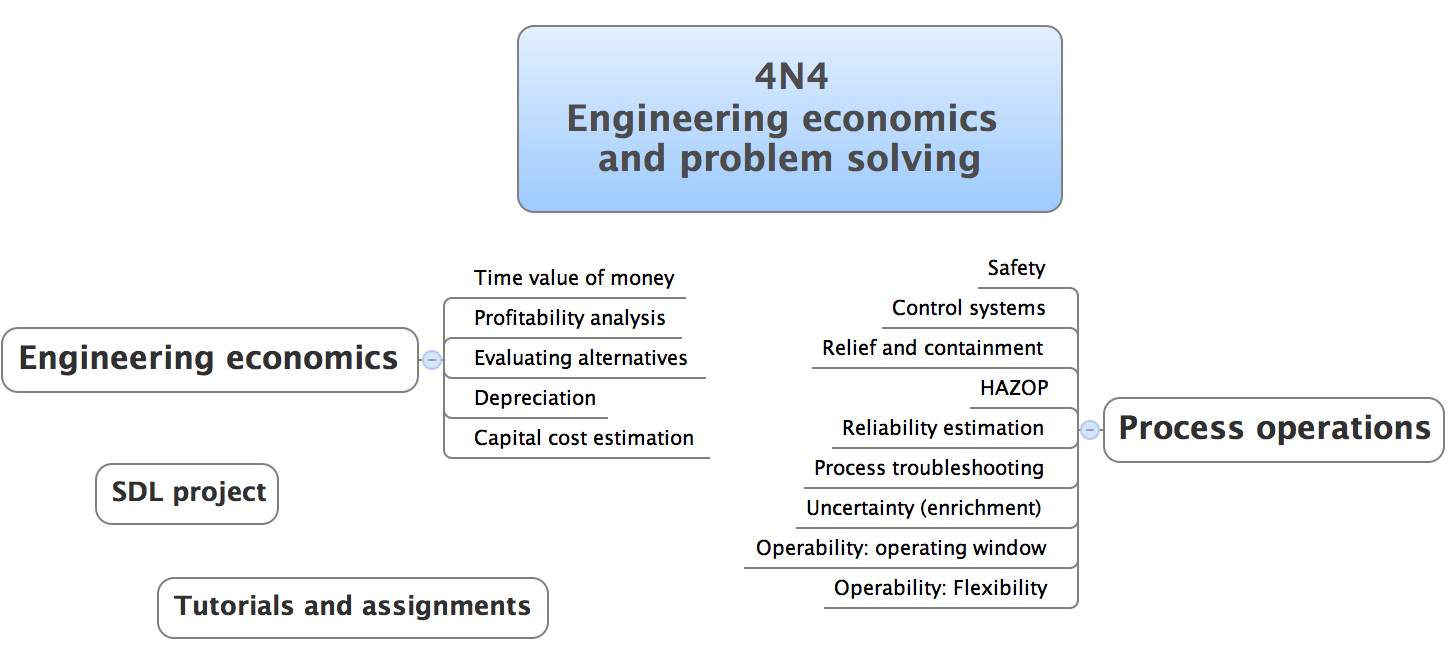 4N4
Engineering economics
and problem solving
Engineering economics
Time value of money
Profitability analysis
Evaluating alternatives
Depreciation
Capital cost estimation
SDL project
Tutorials and assignments
Process operations
Safety
Control systems
Relief and containment
HAZOP
Reliability estimation
Process troubleshooting
Uncertainty (enrichment)
Operability: operating window
Operability: Flexibility